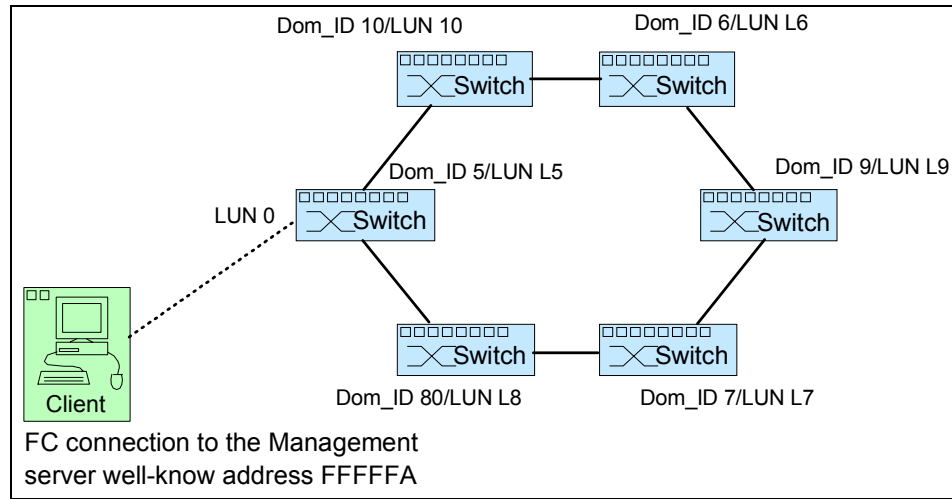 Dom_ID 10/LUN 10
Dom_ID 6/LUN L6
Switch
Switch
Dom_ID 5/LUN L5
Dom_ID 9/LUN L9
LUN 0
Switch
Switch
Switch
Switch
Client
Dom_ID 80/LUN L8
Dom_ID 7/LUN L7
FC connection to the Management
server well-know address FFFFFA